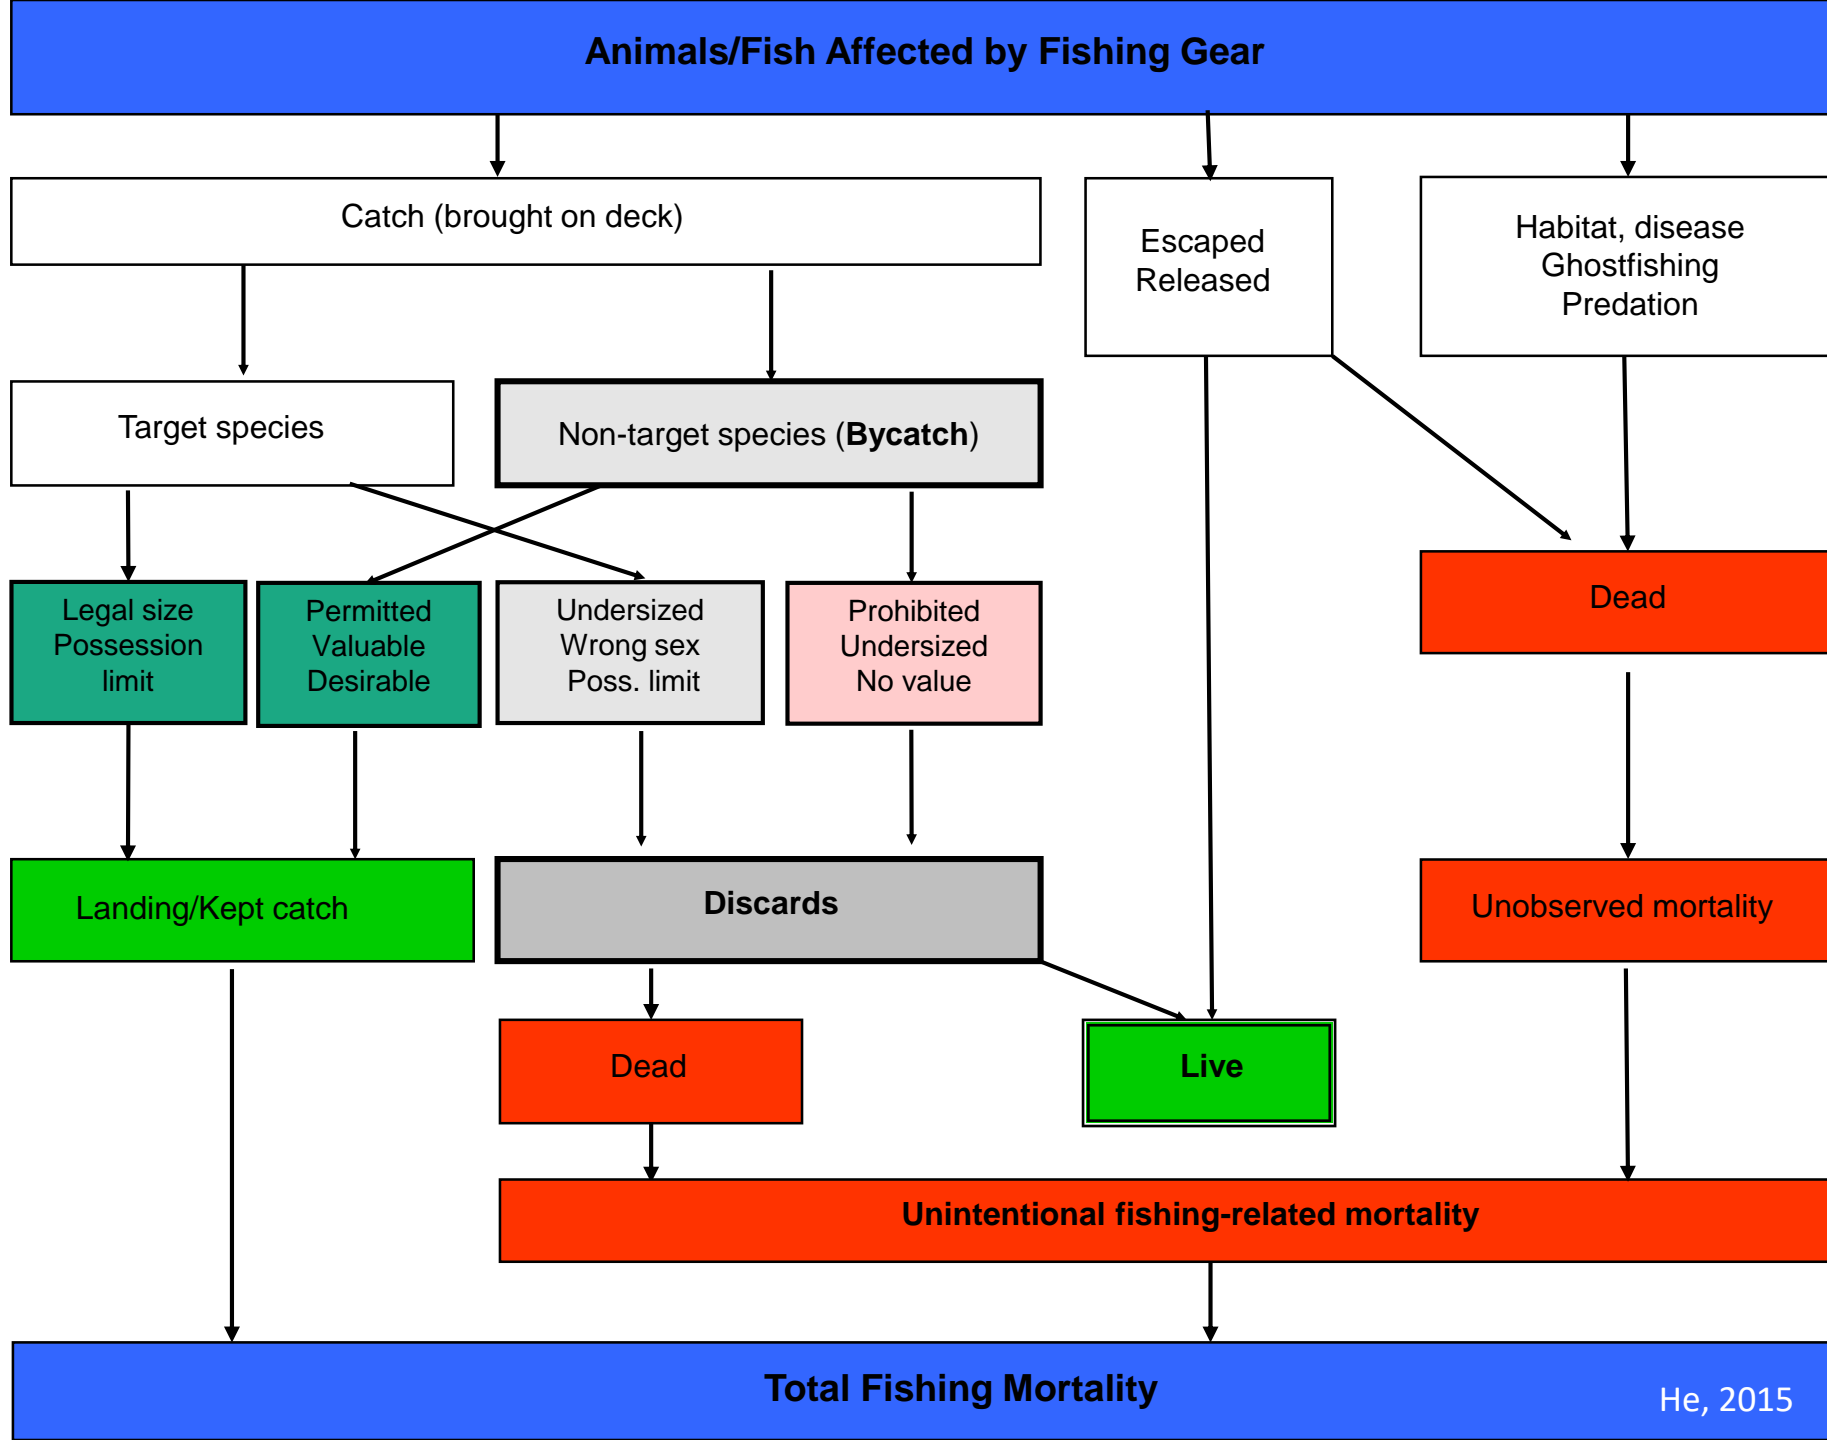 Animals/Fish Affected by Fishing Gear
Catch (brought on deck)
Escaped
Released
Habitat, disease
Ghostfishing
Predation
Target species
Non-target species (Bycatch)
Legal size
Possession
limit
Permitted
Valuable
Desirable
Undersized
Wrong sex
Poss. limit
Prohibited
Undersized
No value
Dead
Landing/Kept catch
Discards
Unobserved mortality
Dead
Live
Unintentional fishing-related mortality
Total Fishing Mortality
He, 2015